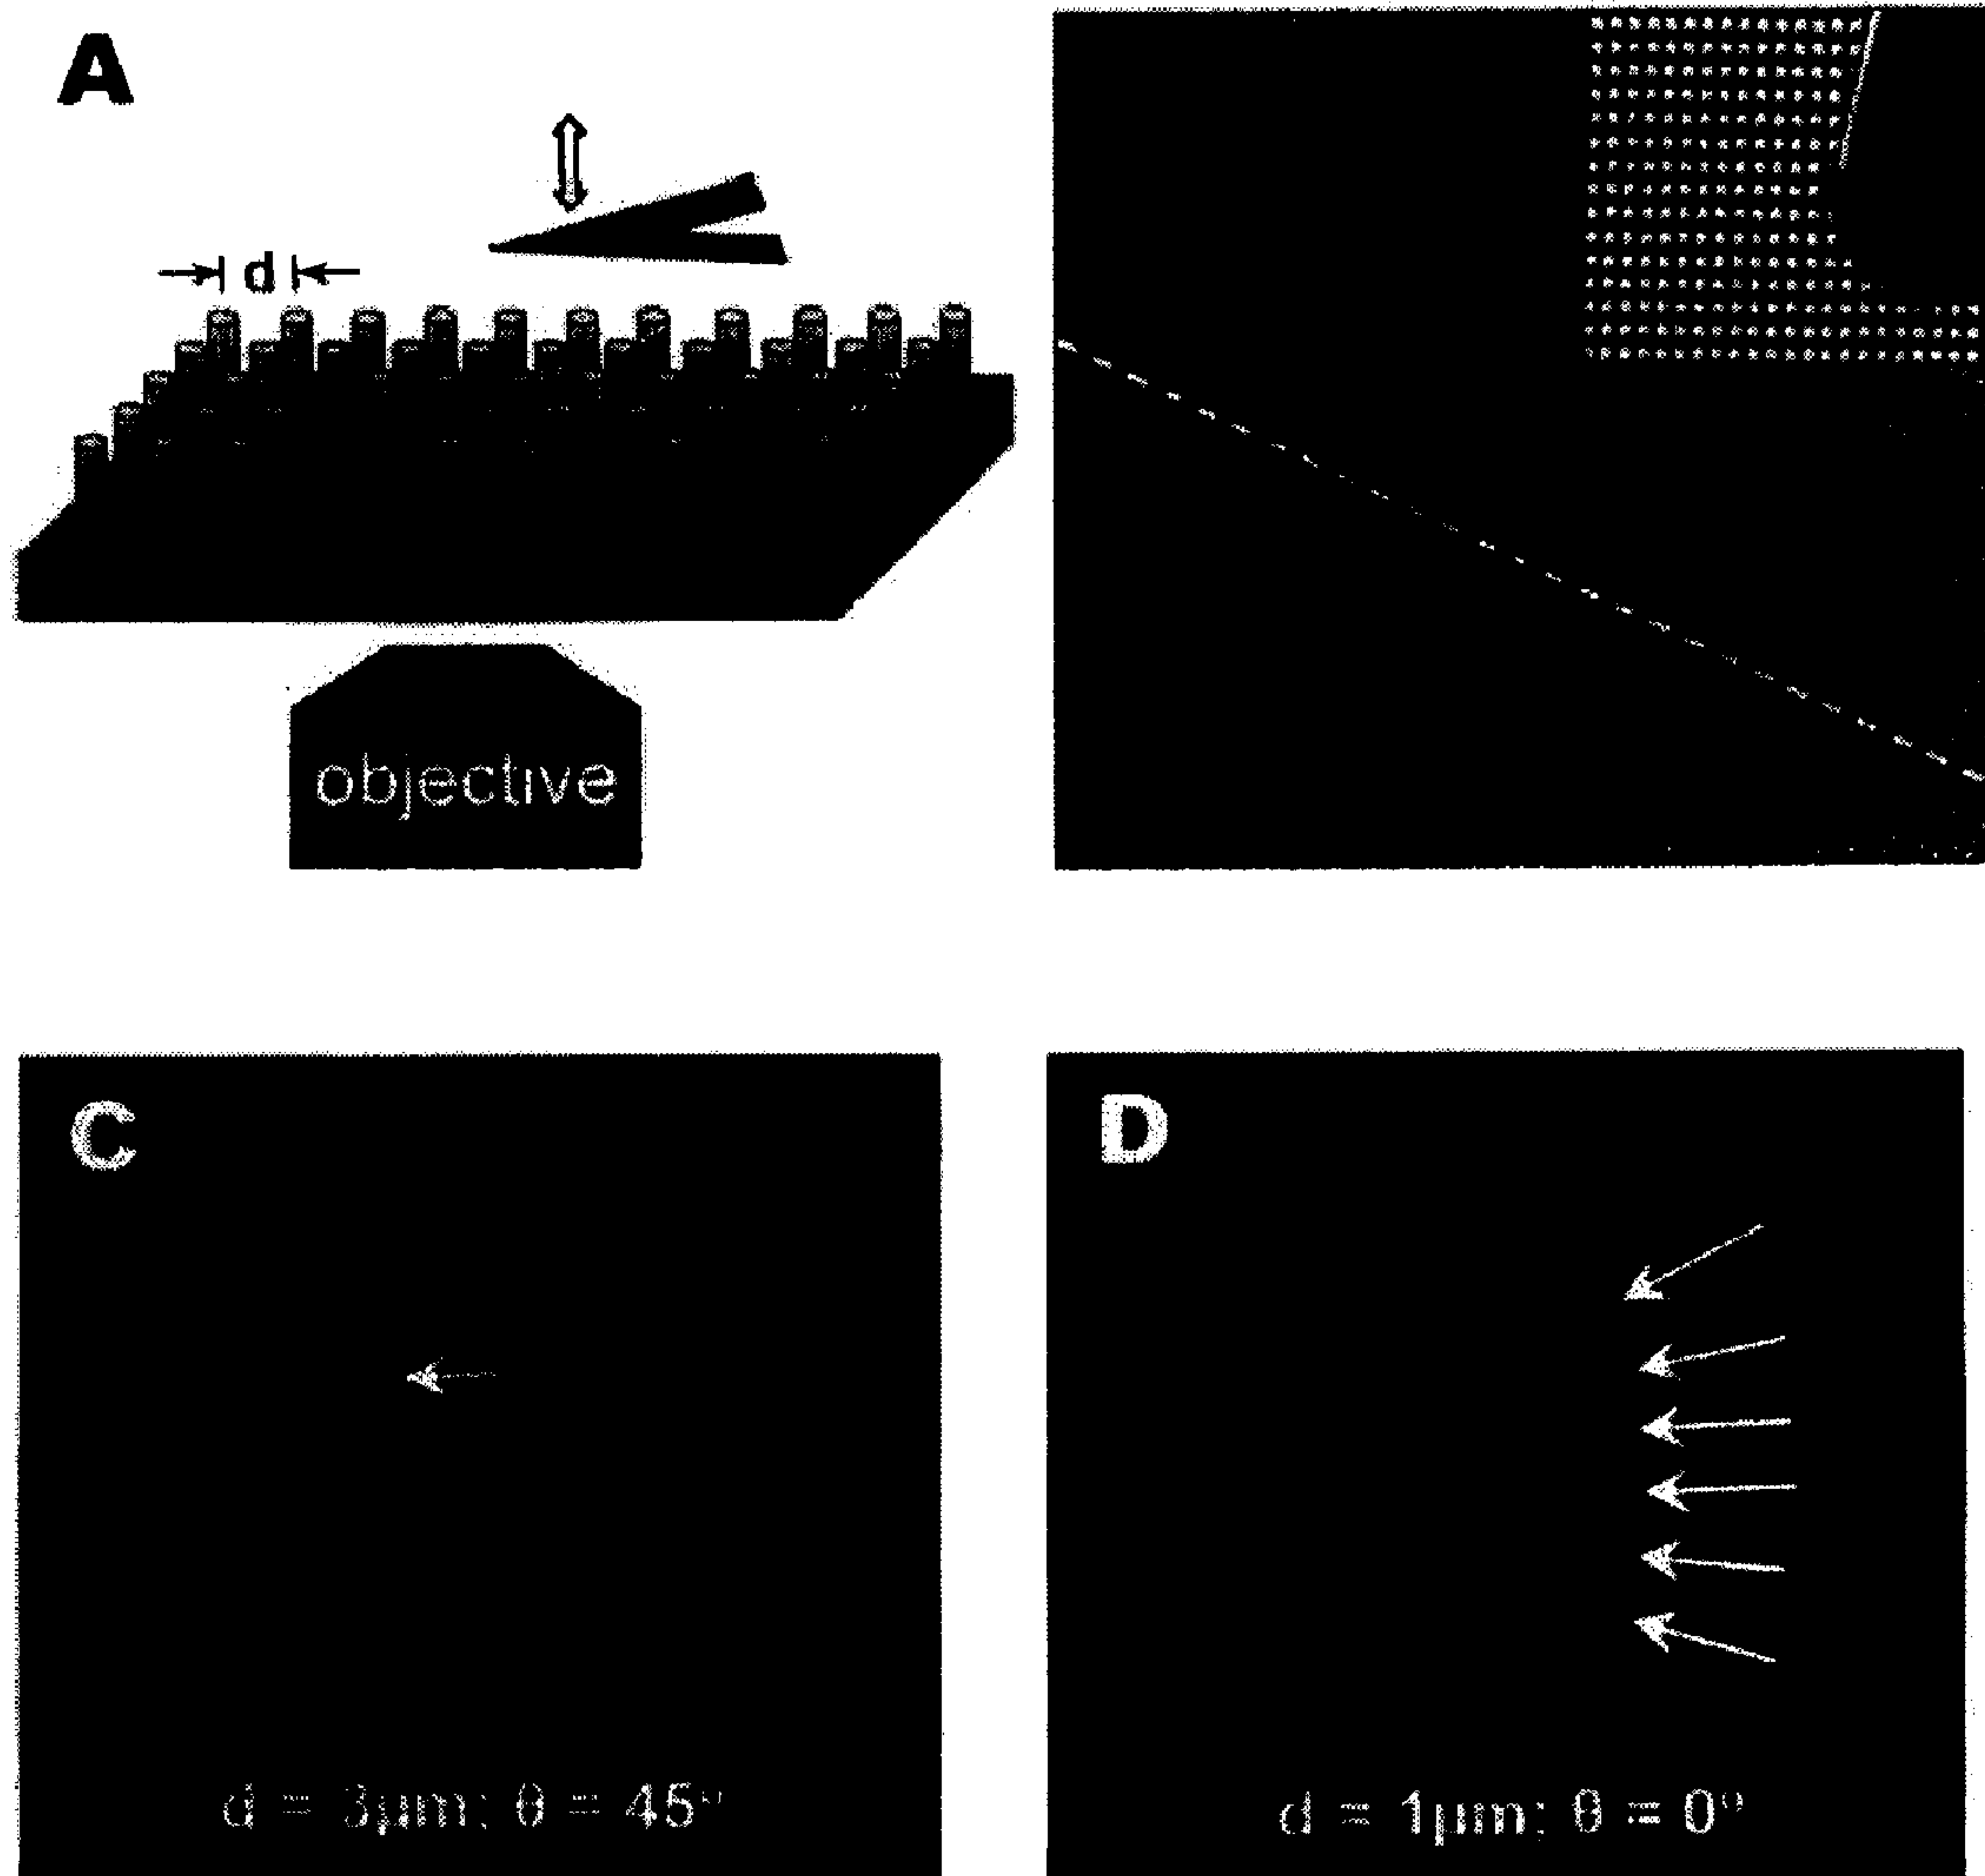 A
d
objective
C
d = 3µm; θ = 45°
D
d = 1µm; θ = 0°